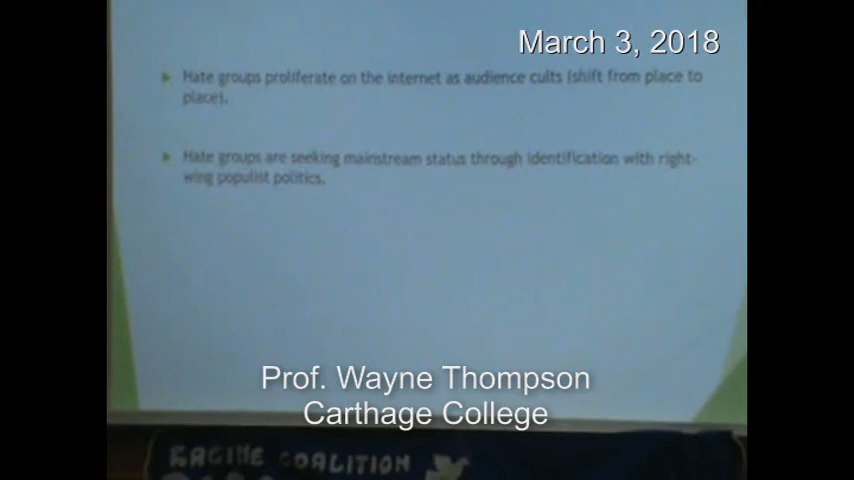 March 3, 2018
Hate groups proliferate on the internet as audience cults (shift from place to
place).
Hate groups are seeking mainstream status through identification with right-
wing populist politics.
Prof. Wayne Thompson
Carthage College
RACINE COALITION